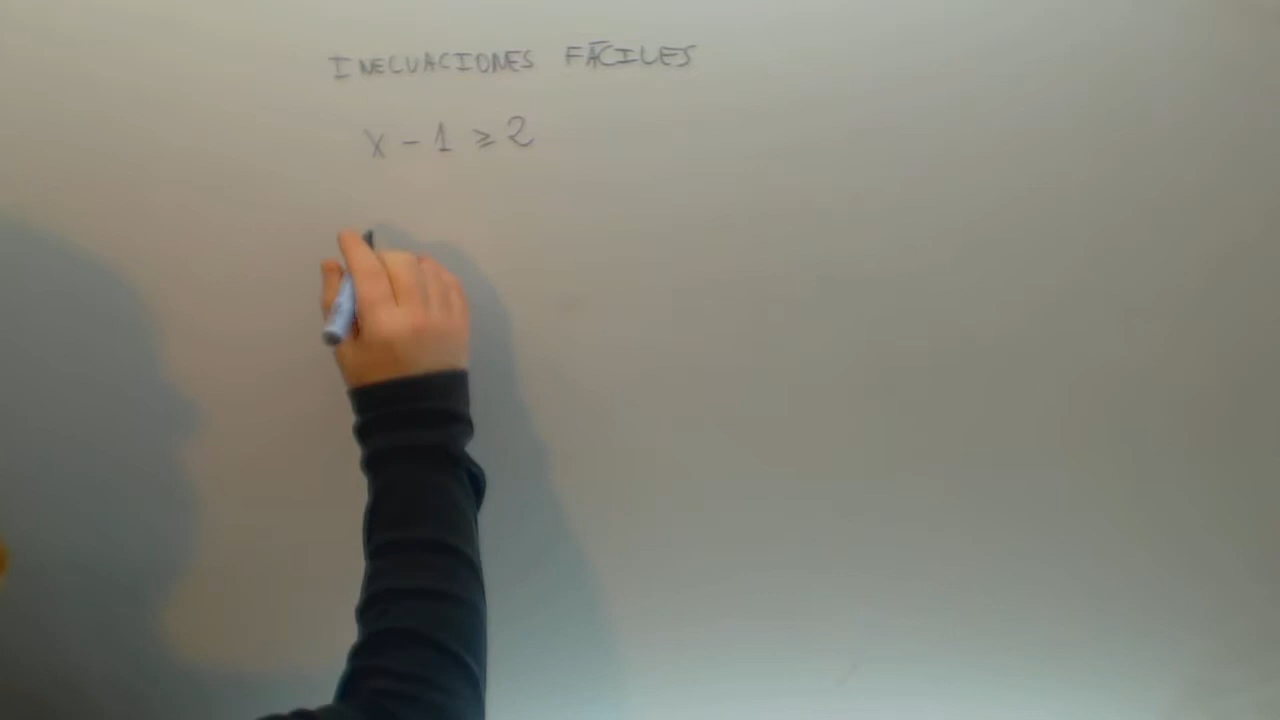 INECUACIONES FÁCILES
x - 1 ≥ 2